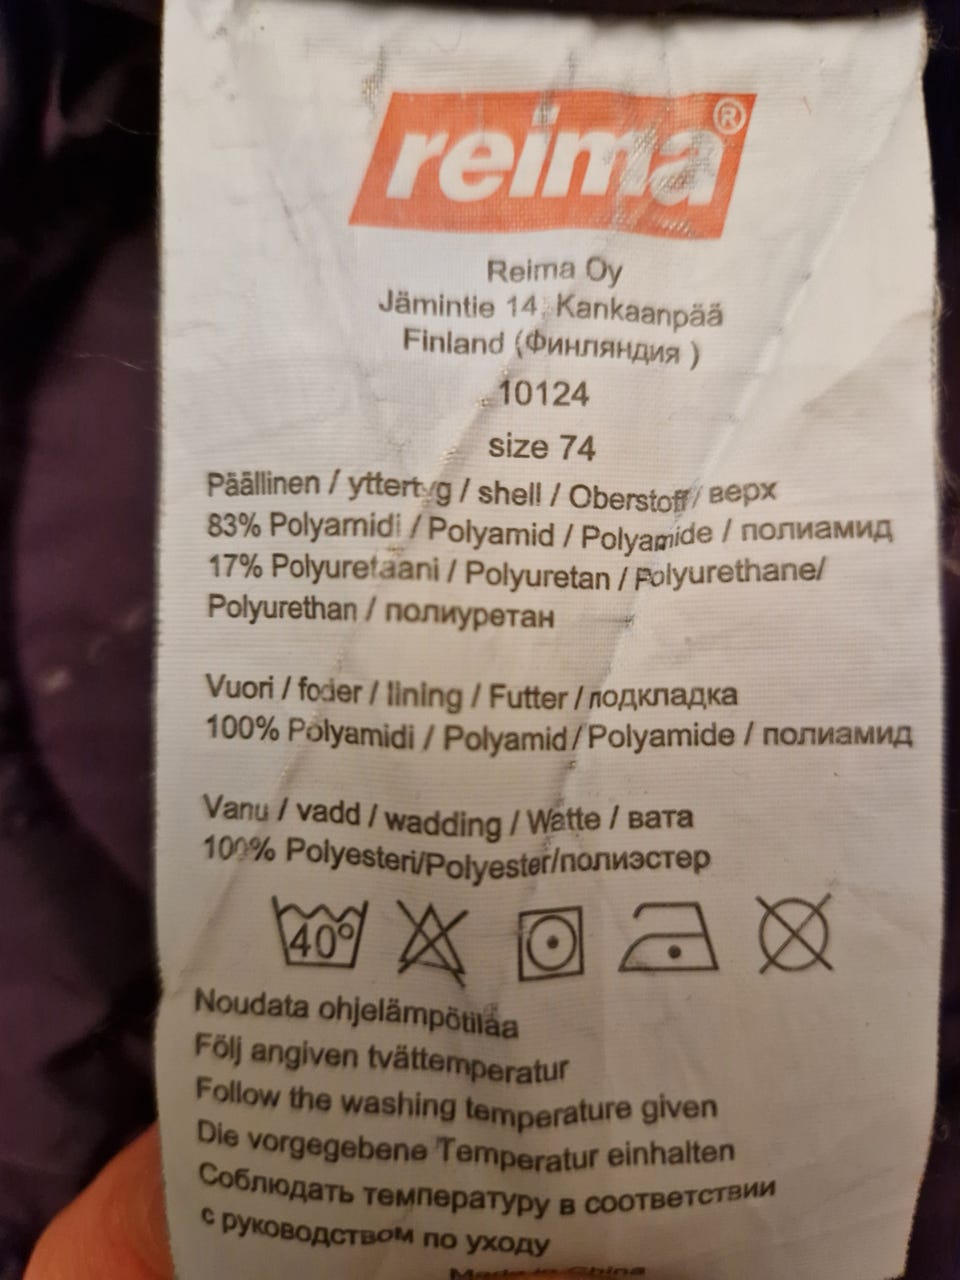 reima®
Reima Oy
Jämintie 14, Kankaanpää
Finland (Финляндия )
10124
size 74
Päällinen / yttertyg / shell / Oberstoff / верх
83% Polyamidi / Polyamid / Polyamide / полиамид
17% Polyuretaani / Polyuretan / Polyurethane/
Polyurethan / полиуретан
Vuori / foder / lining / Futter / подкладка
100% Polyamidi / Polyamid / Polyamide / полиамид
Vanu / vadd / wadding / Watte / вата
100% Polyesteri/Polyester/полиэстер
40°
Noudata ohjelämpötilaa
Följ angiven tvättemperatur
Follow the washing temperature given
Die vorgegebene Temperatur einhalten
Соблюдать температуру в соответствии
с руководством по уходу
Made in China